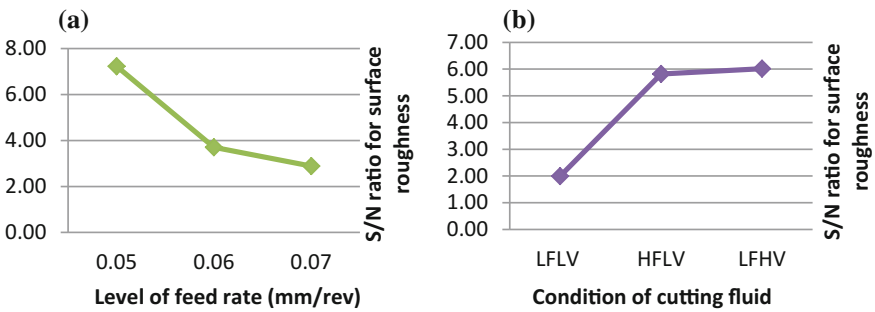 (a)
8.00
6.00
4.00
2.00
0.00
0.05 0.06 0.07
Level of feed rate (mm/rev)
S/N ratio for surface
roughness
(b)
7.00
6.00
5.00
4.00
3.00
2.00
1.00
0.00
LFLV HFLV LFHV
Condition of cutting fluid
S/N ratio for surface
roughness